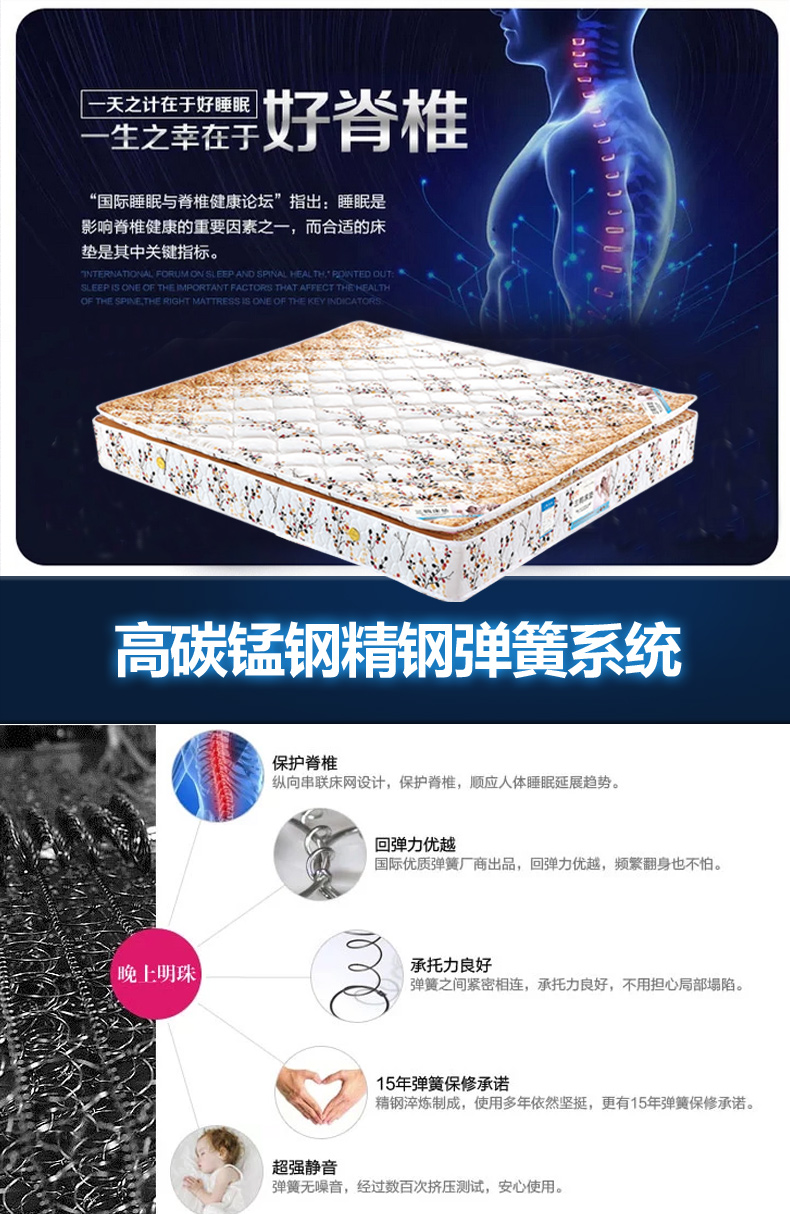 一天之计在于好睡眠
一生之幸在于好脊椎
“国际睡眠与脊椎健康论坛”指出：睡眠是
影响脊椎健康的重要因素之一，而合适的床
垫是其中关键指标。
"INTERNATIONAL FORUM ON SLEEP AND SPINAL HEALTH," POINTED OUT:
SLEEP IS ONE OF THE IMPORTANT FACTORS THAT AFFECT THE HEALTH
OF THE SPINE,THE RIGHT MATTRESS IS ONE OF THE KEY INDICATORS.
高碳锰钢精钢弹簧系统
保护脊椎
纵向串联床网设计，保护脊椎，顺应人体睡眠延展趋势。
回弹力优越
国际优质弹簧厂商出品，回弹力优越，频繁翻身也不怕。
晚上明珠
承托力良好
弹簧之间紧密相连，承托力良好，不用担心局部塌陷。
15年弹簧保修承诺
精钢淬炼制成，使用多年依然坚挺，更有15年弹簧保修承诺。
超强静音
弹簧无噪音，经过数百次挤压测试，安心使用。